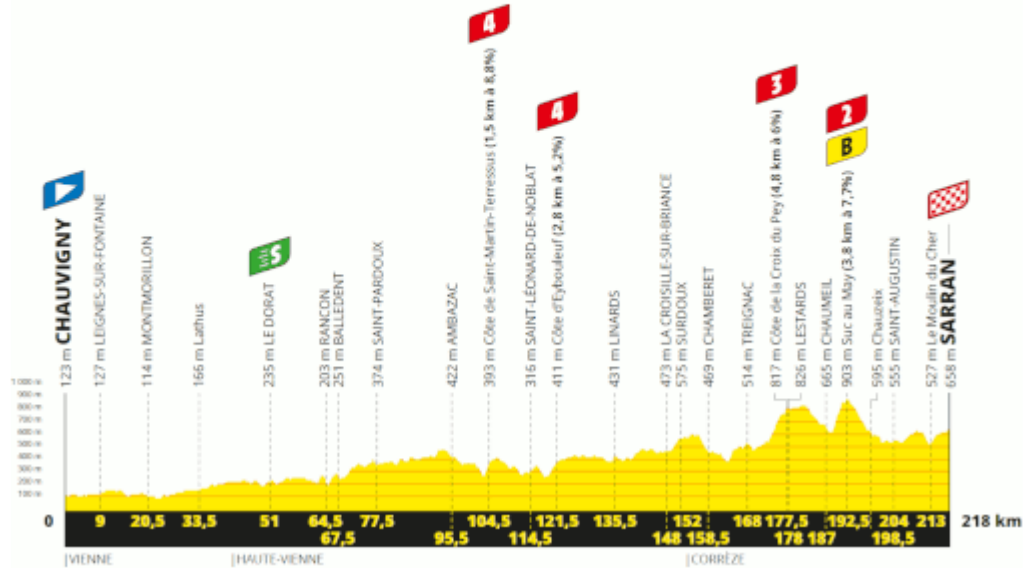 4
4
3
2
B
S
123 m CHAUVIGNY
127 m LEIGNES-SUR-FONTAINE
114 m MONTMORILLON
166 m Lathus
235 m LE DORAT
203 m RANCON
251 m BALLEDENT
374 m SAINT-PARDOUX
422 m AMBAZAC
393 m Côte de Saint-Martin-Terressus (1,5 km à 8,8%)
316 m SAINT-LÉONARD-DE-NOBLAT
411 m Côte d'Eybouleuf (2,8 km à 5,2%)
431 m LINARDS
473 m LA CROISILLE-SUR-BRIANCE
575 m SURDOUX
469 m CHAMBERET
514 m TREIGNAC
817 m Côte de la Croix du Pey (4,8 km à 6%)
826 m LESTARDS
665 m CHAUMEIL
903 m Suc au May (3,8 km à 7,7%)
595 m Chauzeix
555 m SAINT-AUGUSTIN
527 m Le Moulin du Cher
658 m SARRAN
1 000 m
900 m
800 m
700 m
600 m
500 m
400 m
300 m
200 m
100 m
0 9 20,5 33,5 51 64,5 77,5 104,5 121,5 135,5 152 168 177,5 192,5 204 213 218 km
67,5 95,5 114,5 148 158,5 178 187 198,5
|VIENNE |HAUTE-VIENNE |CORRÈZE